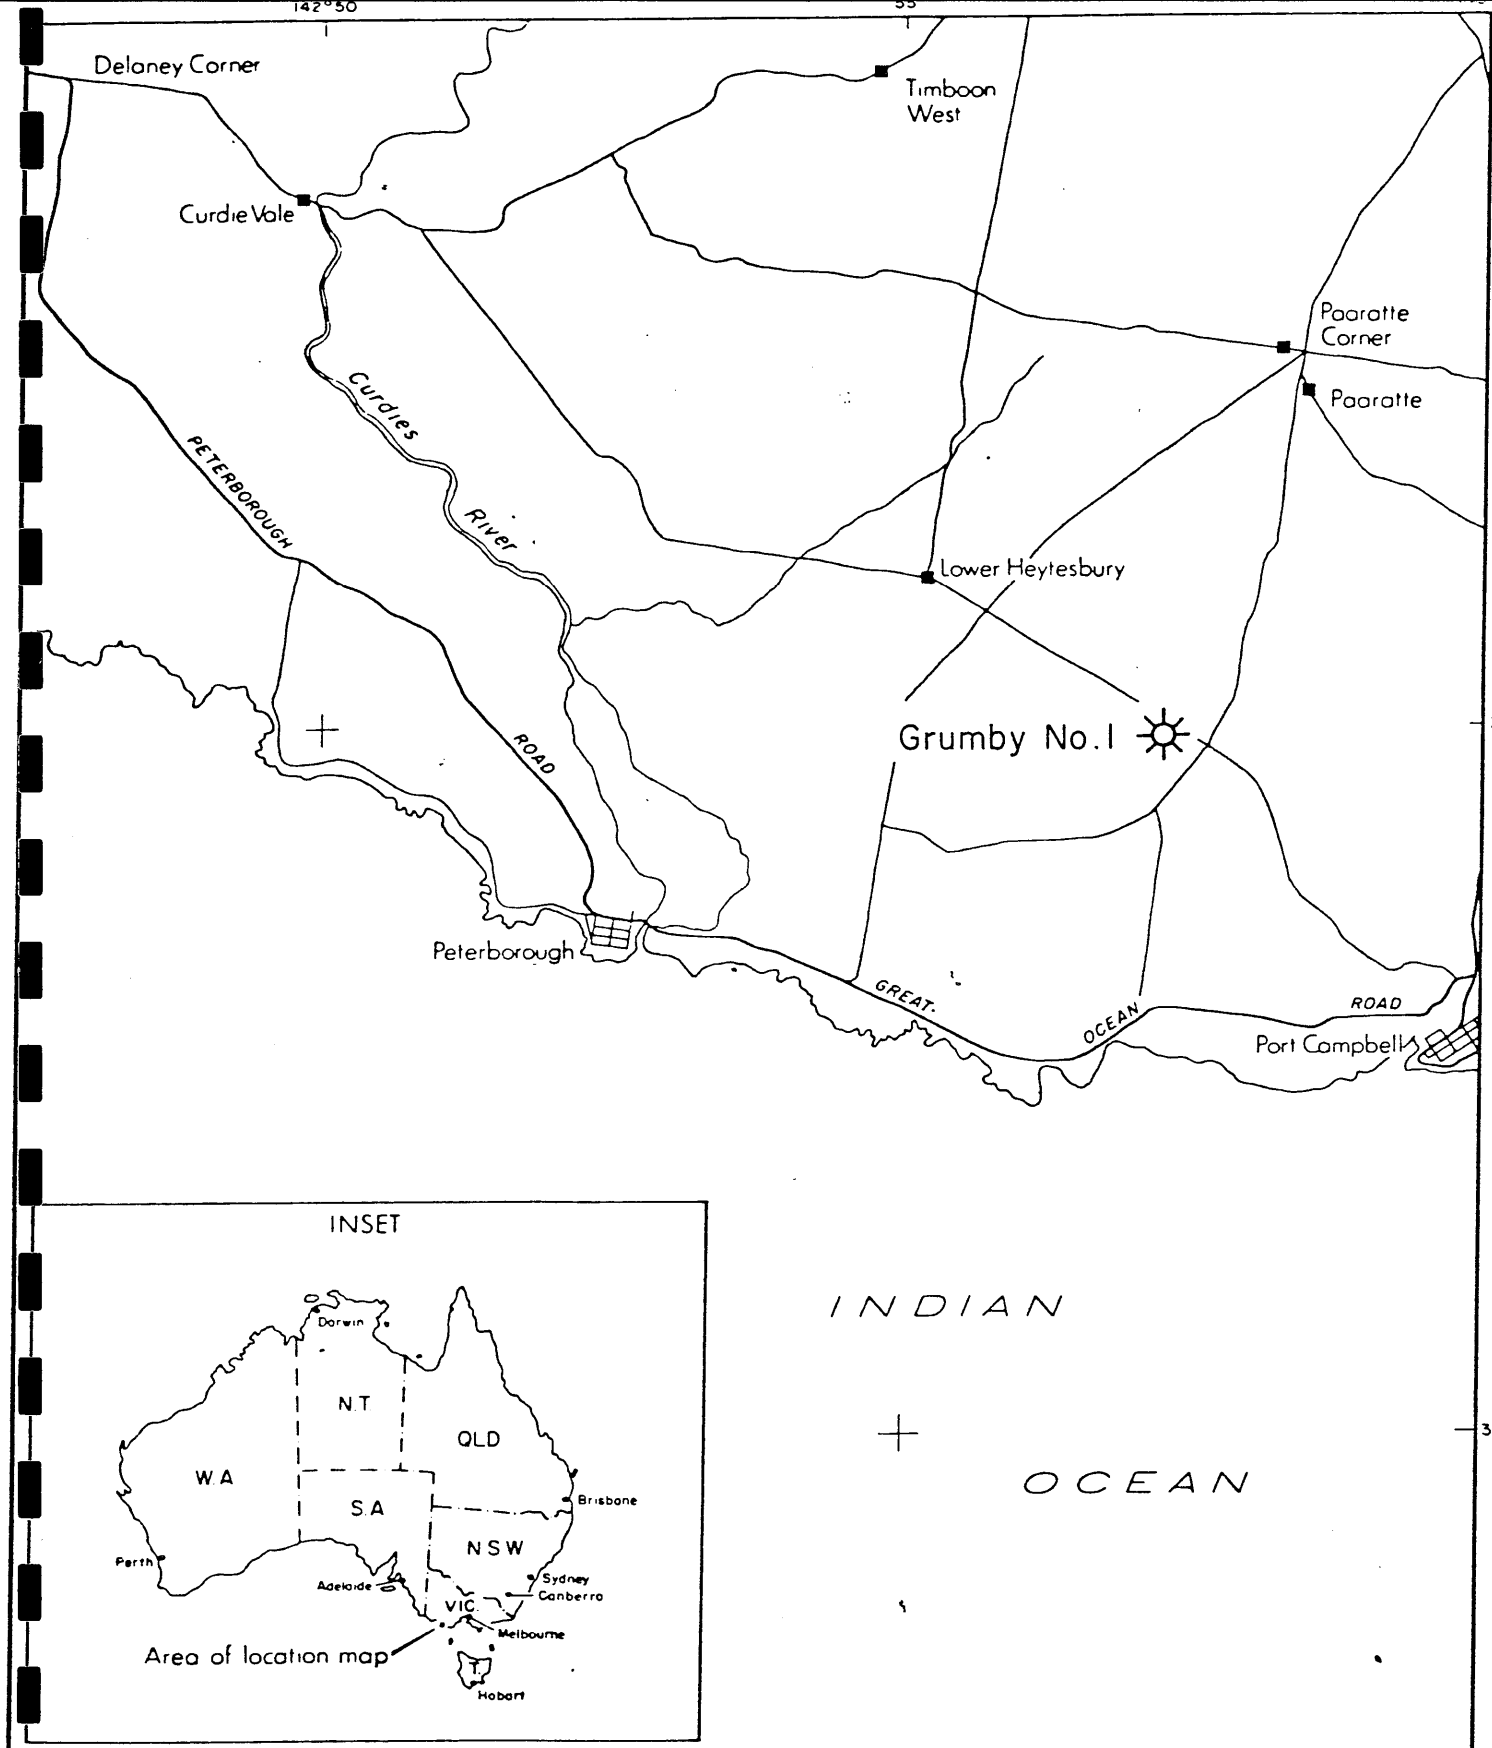 142°50'
55'
Delaney Corner
Timboon
West
Curdie Vale
Paaratte
Corner
Paaratte
Curdies
River
PETERBOROUGH
ROAD
Lower Heytesbury
Grumby No.1
Peterborough
GREAT
OCEAN
ROAD
Port Campbell
INSET
Darwin
N.T
QLD
W.A
S.A
Brisbane
N S W
Perth
Adelaide
Sydney
Canberra
VIC.
Melbourne
Area of location map
T.
Hobart
INDIAN
OCEAN